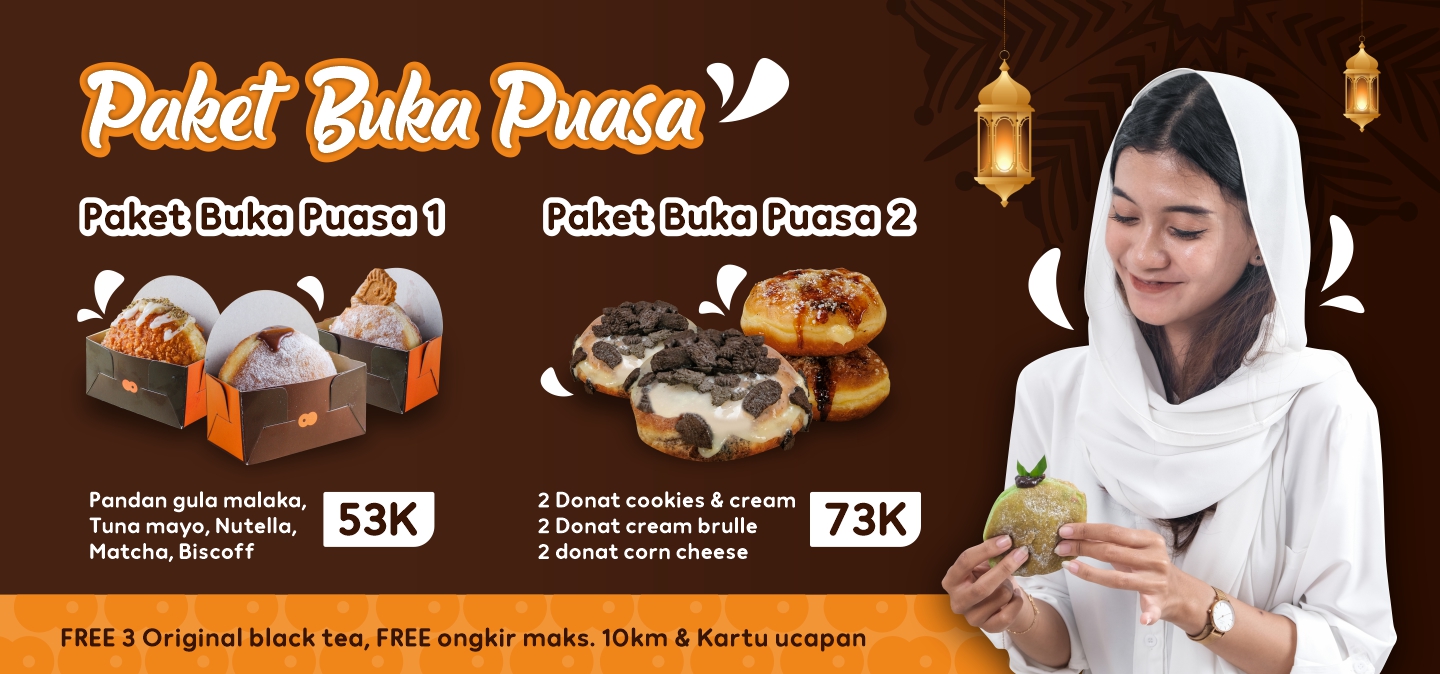 Paket Buka Puasa
Paket Buka Puasa 1
Pandan gula malaka,
Tuna mayo, Nutella,
Matcha, Biscoff
53K
Paket Buka Puasa 2
2 Donat cookies & cream
2 Donat cream brulle
2 donat corn cheese
73K
FREE 3 Original black tea, FREE ongkir maks. 10km & Kartu ucapan